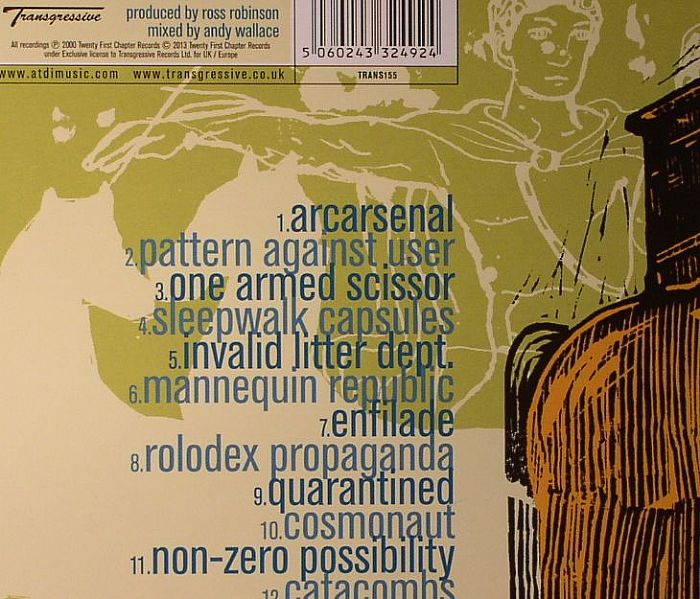 Transgressive
produced by ross robinson
mixed by andy wallace
All recordings ℗ 2000 Twenty First Chapter Records © 2013 Twenty First Chapter Records
under Exclusive license to Transgressive Records Ltd. for UK / Europe
5 060243 324924
www.atdimusic.com www.transgressive.co.uk
TRANS155
1.arcarsenal
2.pattern against user
3.one armed scissor
4.sleepwalk capsules
5.invalid litter dept.
6.mannequin republic
7.enfilade
8.rolodex propaganda
9.quarantined
10.cosmonaut
11.non-zero possibility
12.catacombs